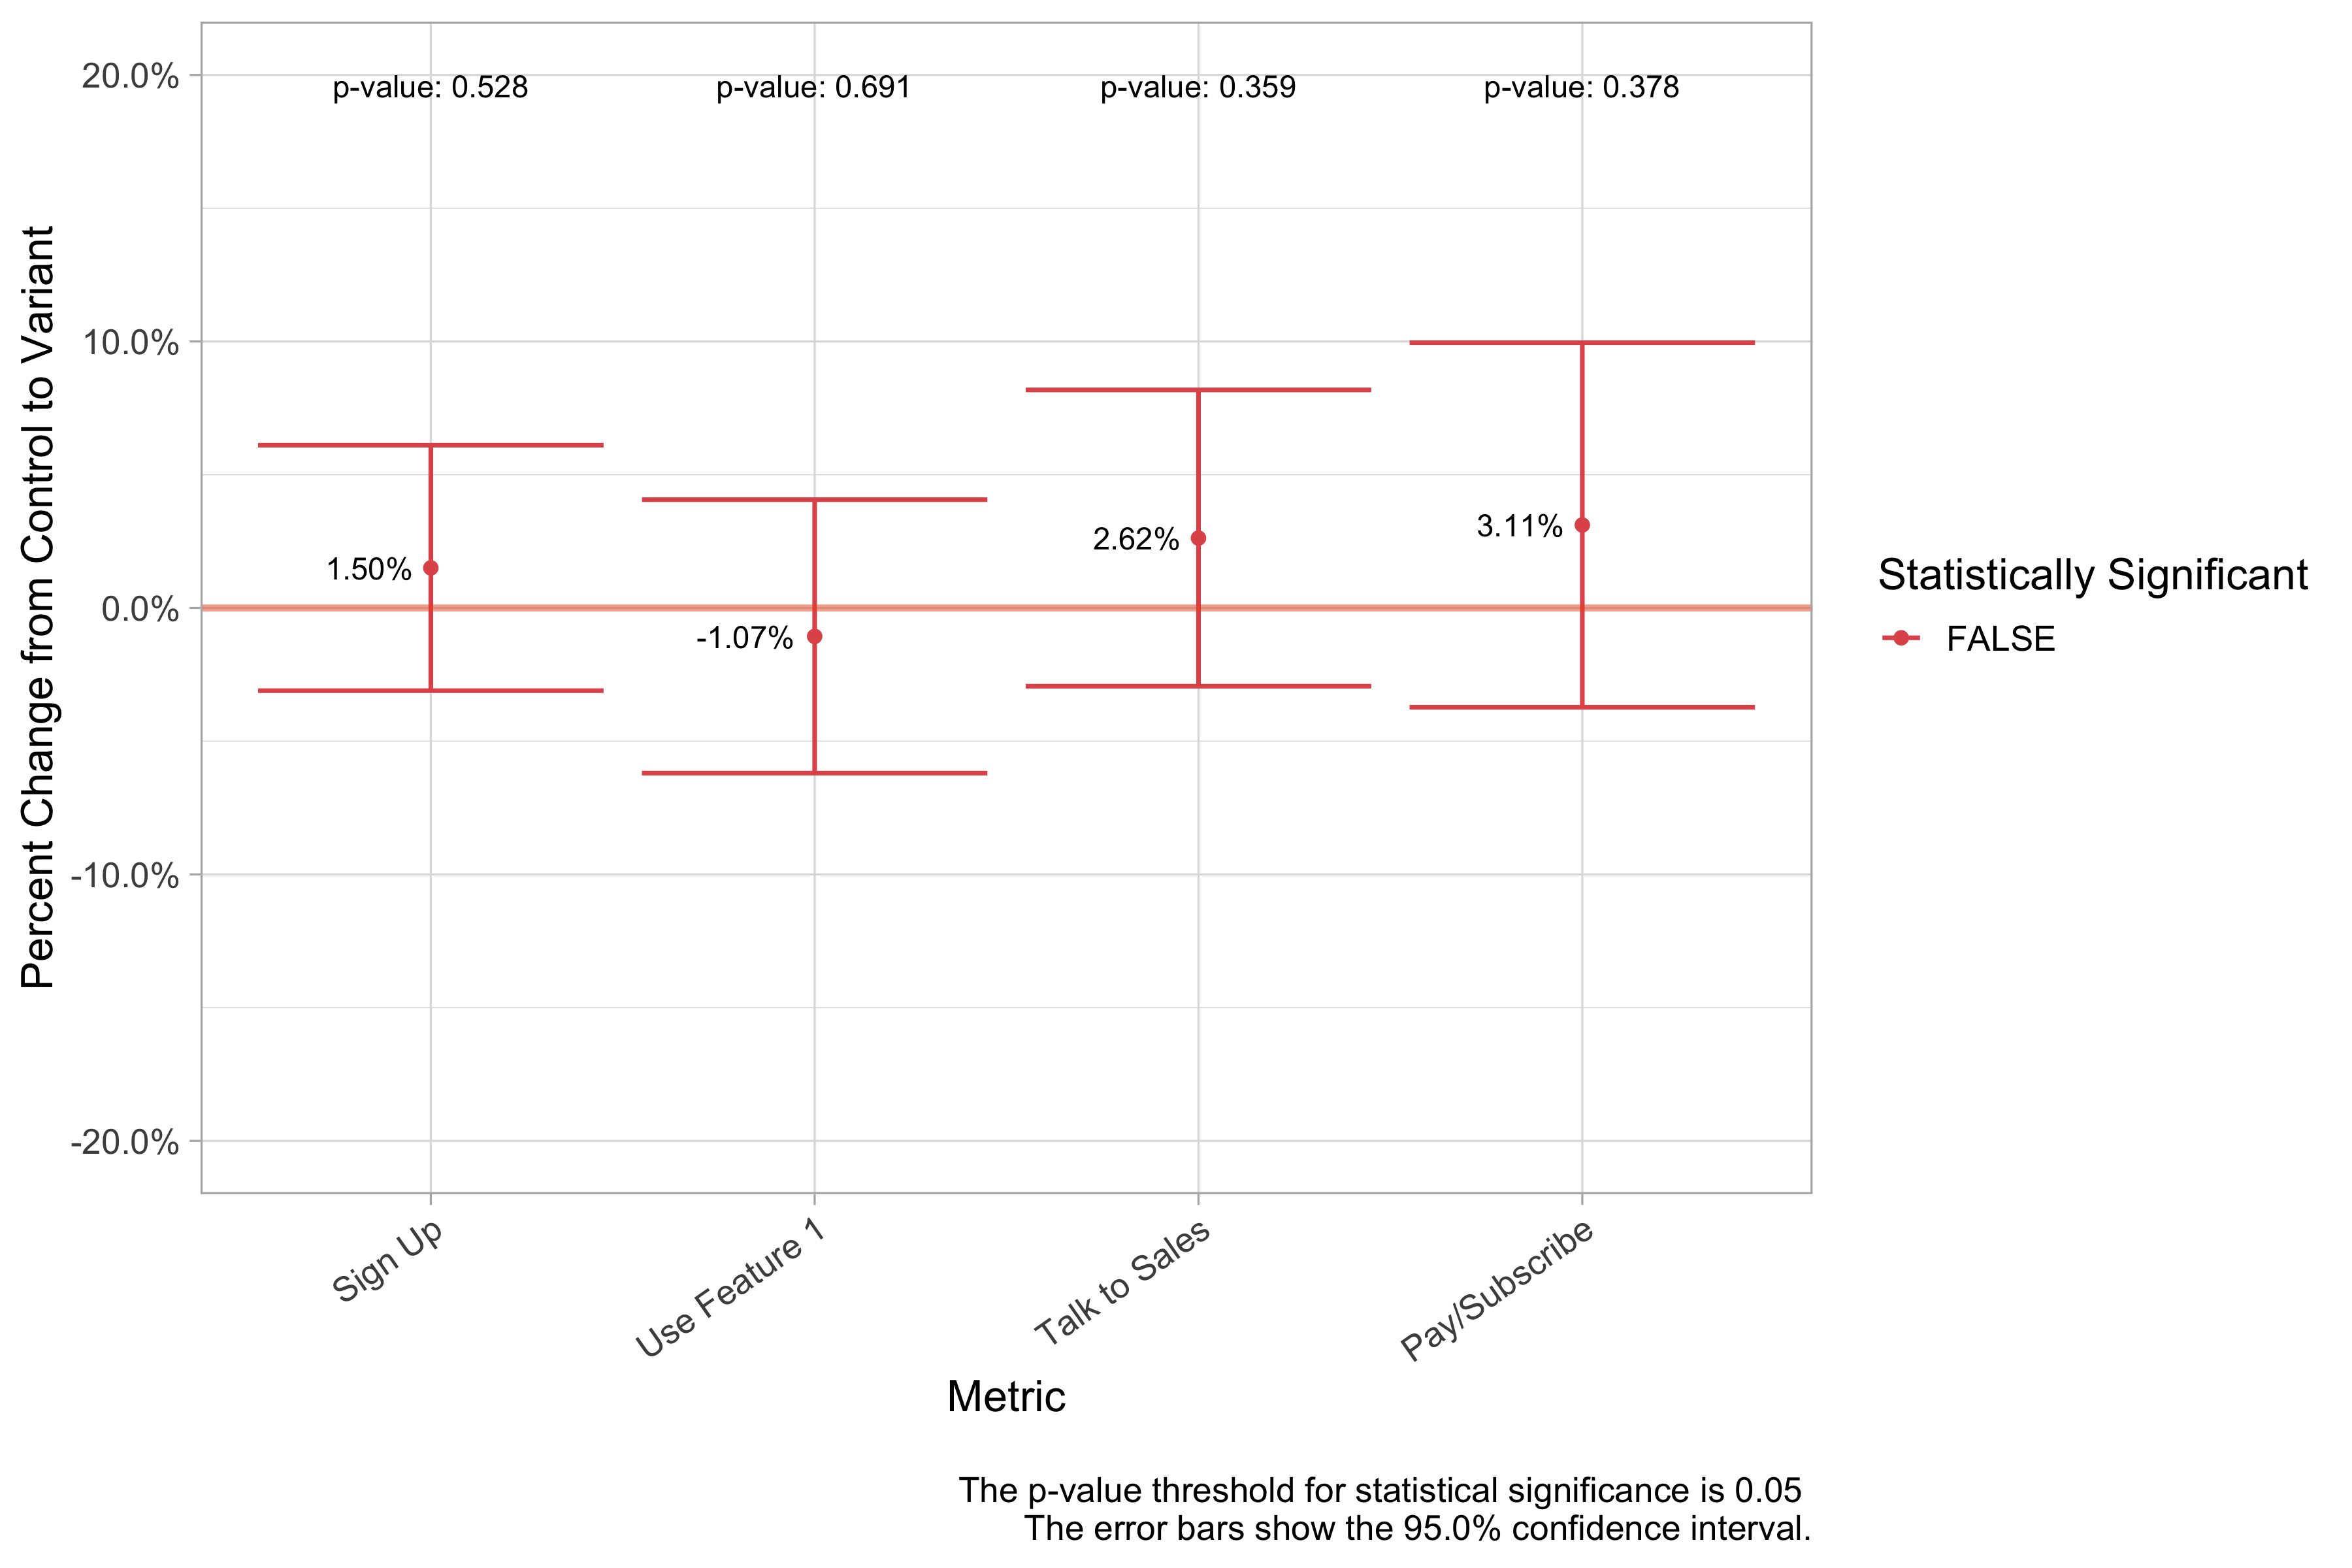 20.0%
p-value: 0.528
p-value: 0.691
p-value: 0.359
p-value: 0.378
10.0%
0.0%
-10.0%
-20.0%
Percent Change from Control to Variant
1.50%
-1.07%
2.62%
3.11%
Statistically Significant
FALSE
Sign Up
Use Feature 1
Talk to Sales
Pay/Subscribe
Metric
The p-value threshold for statistical significance is 0.05
The error bars show the 95.0% confidence interval.